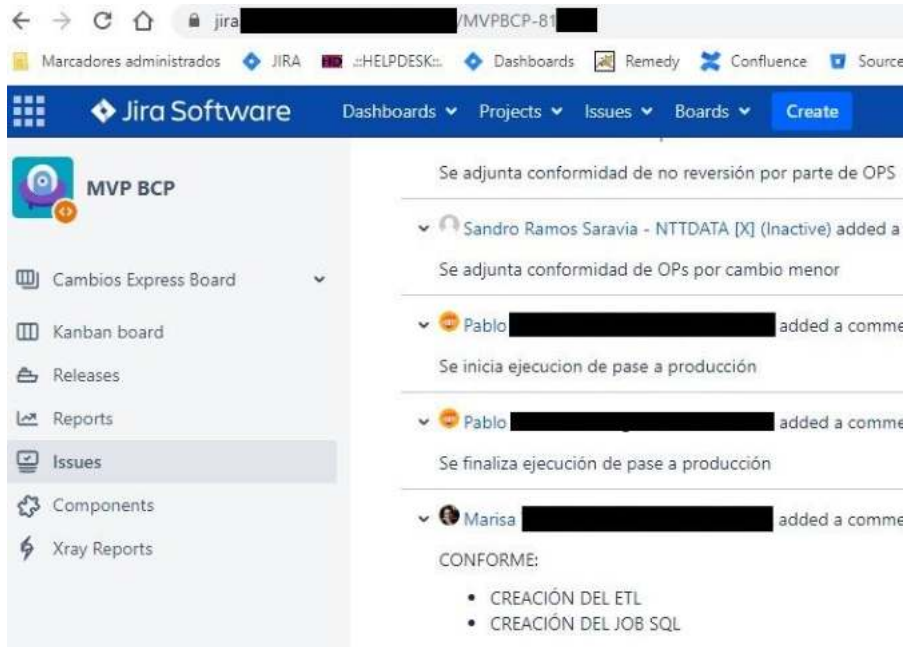 jira /MVPBCP-81
Marcadores administrados JIRA HD .::HELPDESK::. Dashboards Remedy Confluence Source
Jira Software Dashboards Projects Issues Boards Create
MVP BCP
Cambios Express Board
Kanban board
Releases
Reports
Issues
Components
Xray Reports
Se adjunta conformidad de no reversión por parte de OPS
Sandro Ramos Saravia - NTTDATA [X] (Inactive) added a
Se adjunta conformidad de OPs por cambio menor
Pablo added a comme
Se inicia ejecucion de pase a producción
Pablo added a comme
Se finaliza ejecución de pase a producción
Marisa added a comme
CONFORME:
• CREACIÓN DEL ETL
• CREACIÓN DEL JOB SQL